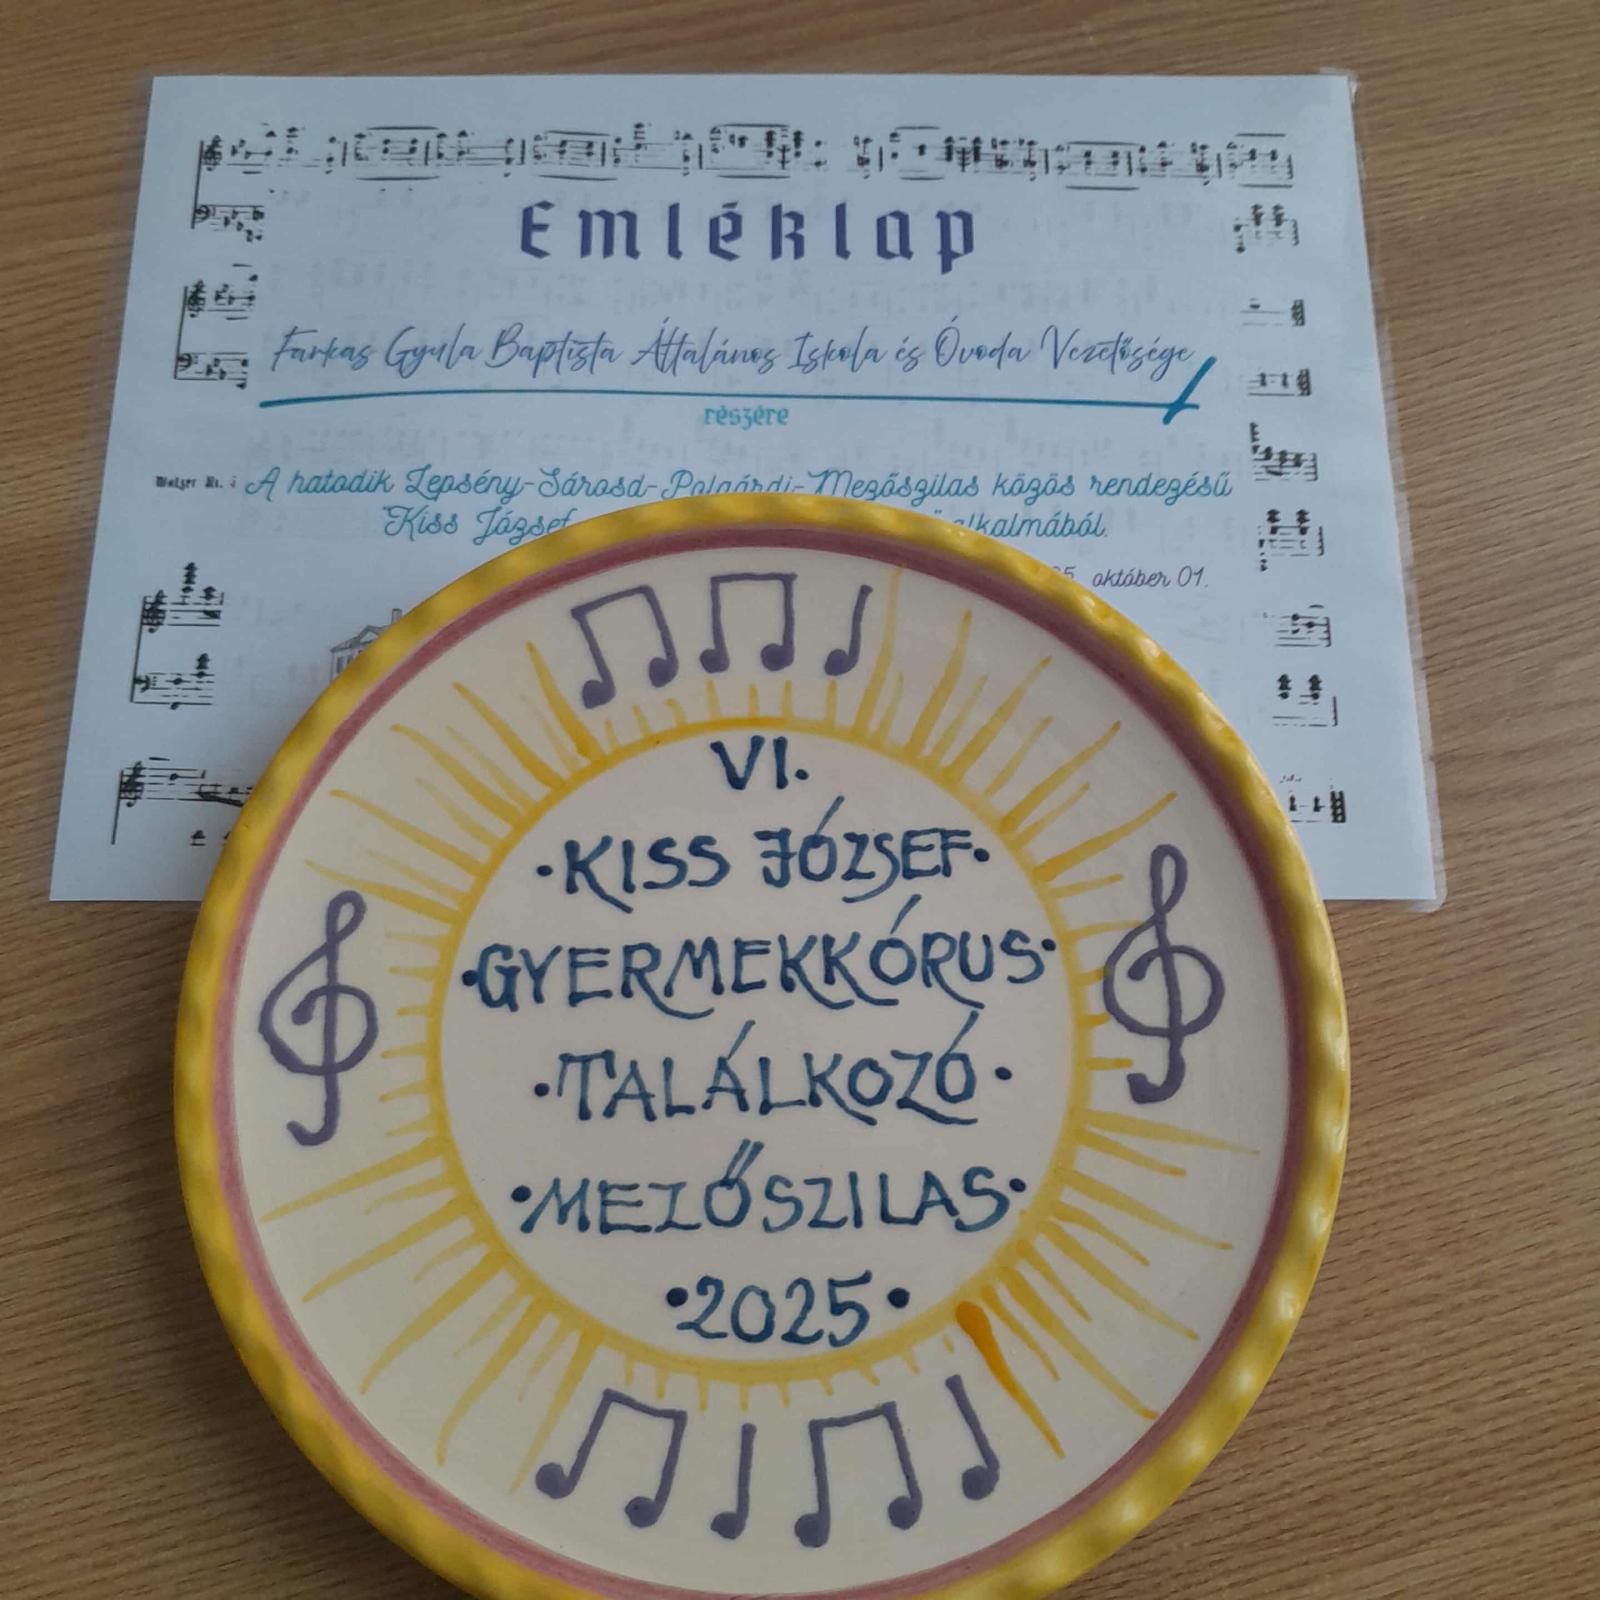 Emléklap
Farkas Gyula Baptista Általános Iskola és Óvoda Vezetősége
részére
A hatodik Lepsény-Sárosd-Polgárdi-Mezőszilas közös rendezésű
"Kiss József alkalmából.
október 01.
VI.
·KISS JÓZSEF·
·GYERMEKKÓRUS·
·TALÁLKOZÓ·
·MEZŐSZILAS·
·2025·